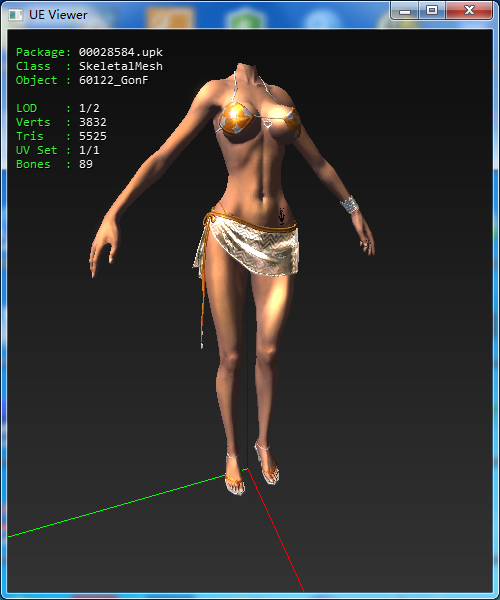 UE Viewer
Package: 00028584.upk
Class : SkeletalMesh
Object : 60122_GonF
LOD : 1/2
Verts : 3832
Tris : 5525
UV Set : 1/1
Bones : 89